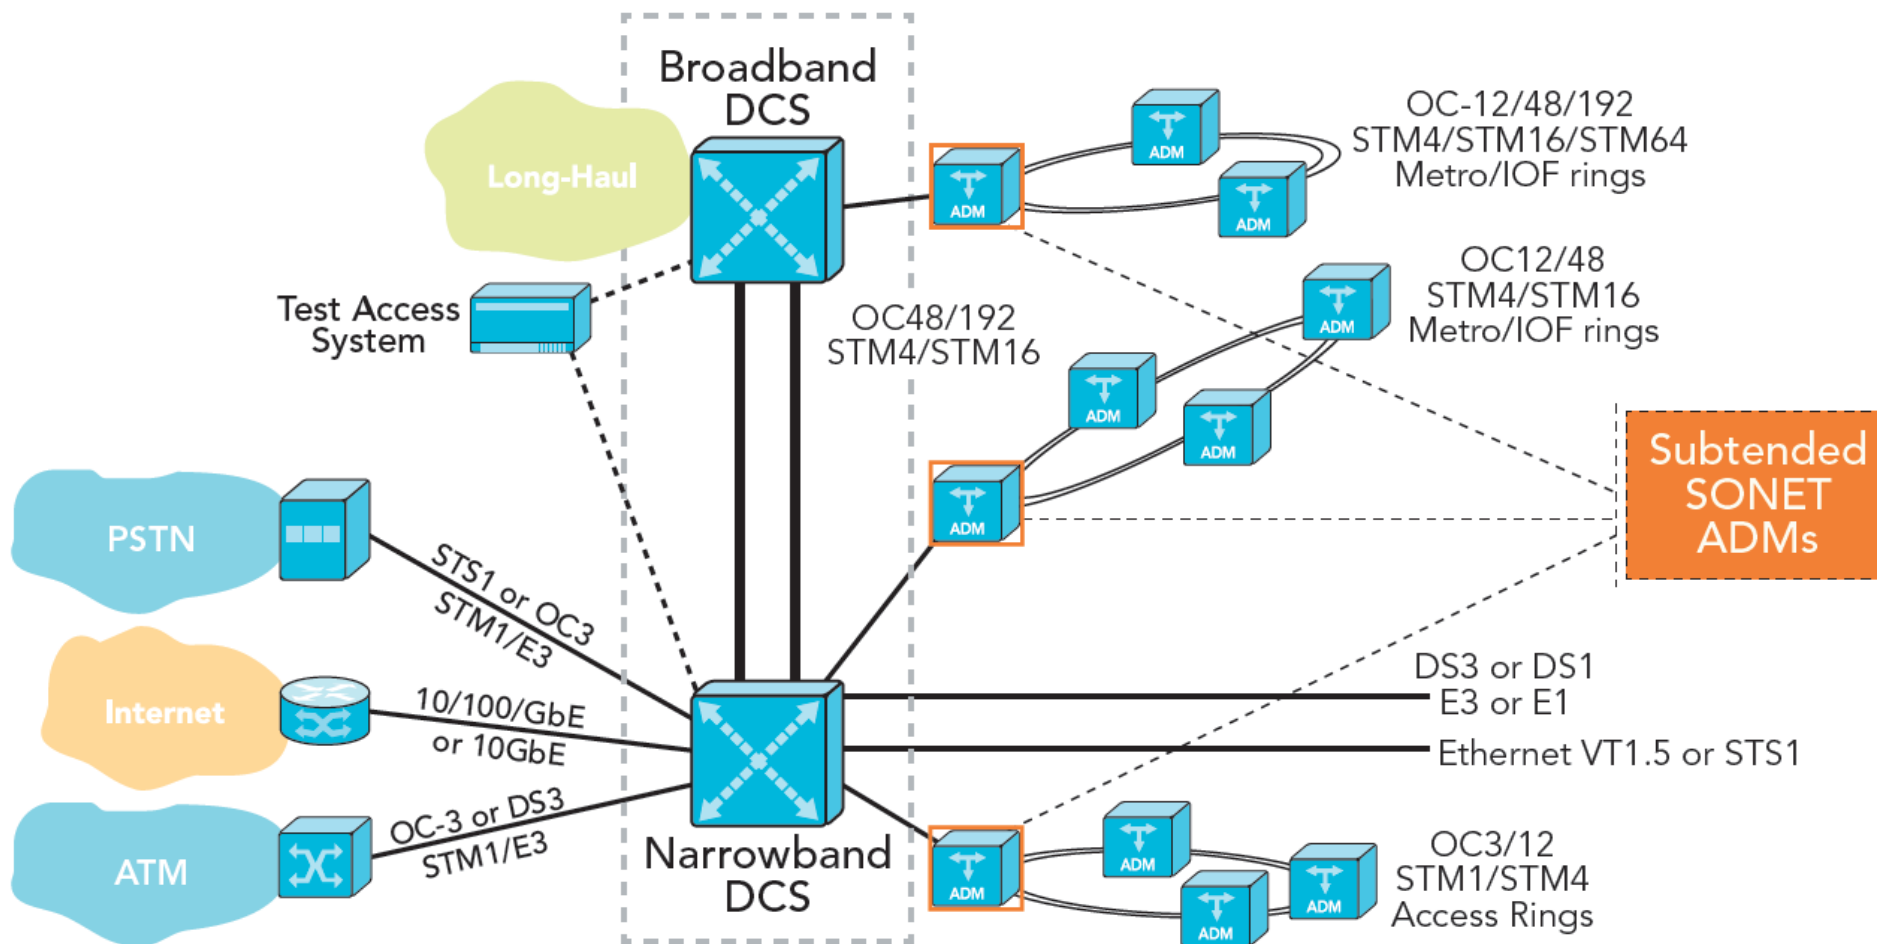 Broadband
DCS
Long-Haul
ADM
ADM
ADM
OC-12/48/192
STM4/STM16/STM64
Metro/IOF rings
Test Access
System
OC48/192
STM4/STM16
OC12/48
STM4/STM16
Metro/IOF rings
ADM
ADM
ADM
ADM
Subtended
SONET
ADMs
PSTN
STS1 or OC3
STM1/E3
Internet
10/100/GbE
or 10GbE
DS3 or DS1
E3 or E1
Ethernet VT1.5 or STS1
ATM
OC-3 or DS3
STM1/E3
Narrowband
DCS
ADM
ADM
ADM
ADM
OC3/12
STM1/STM4
Access Rings